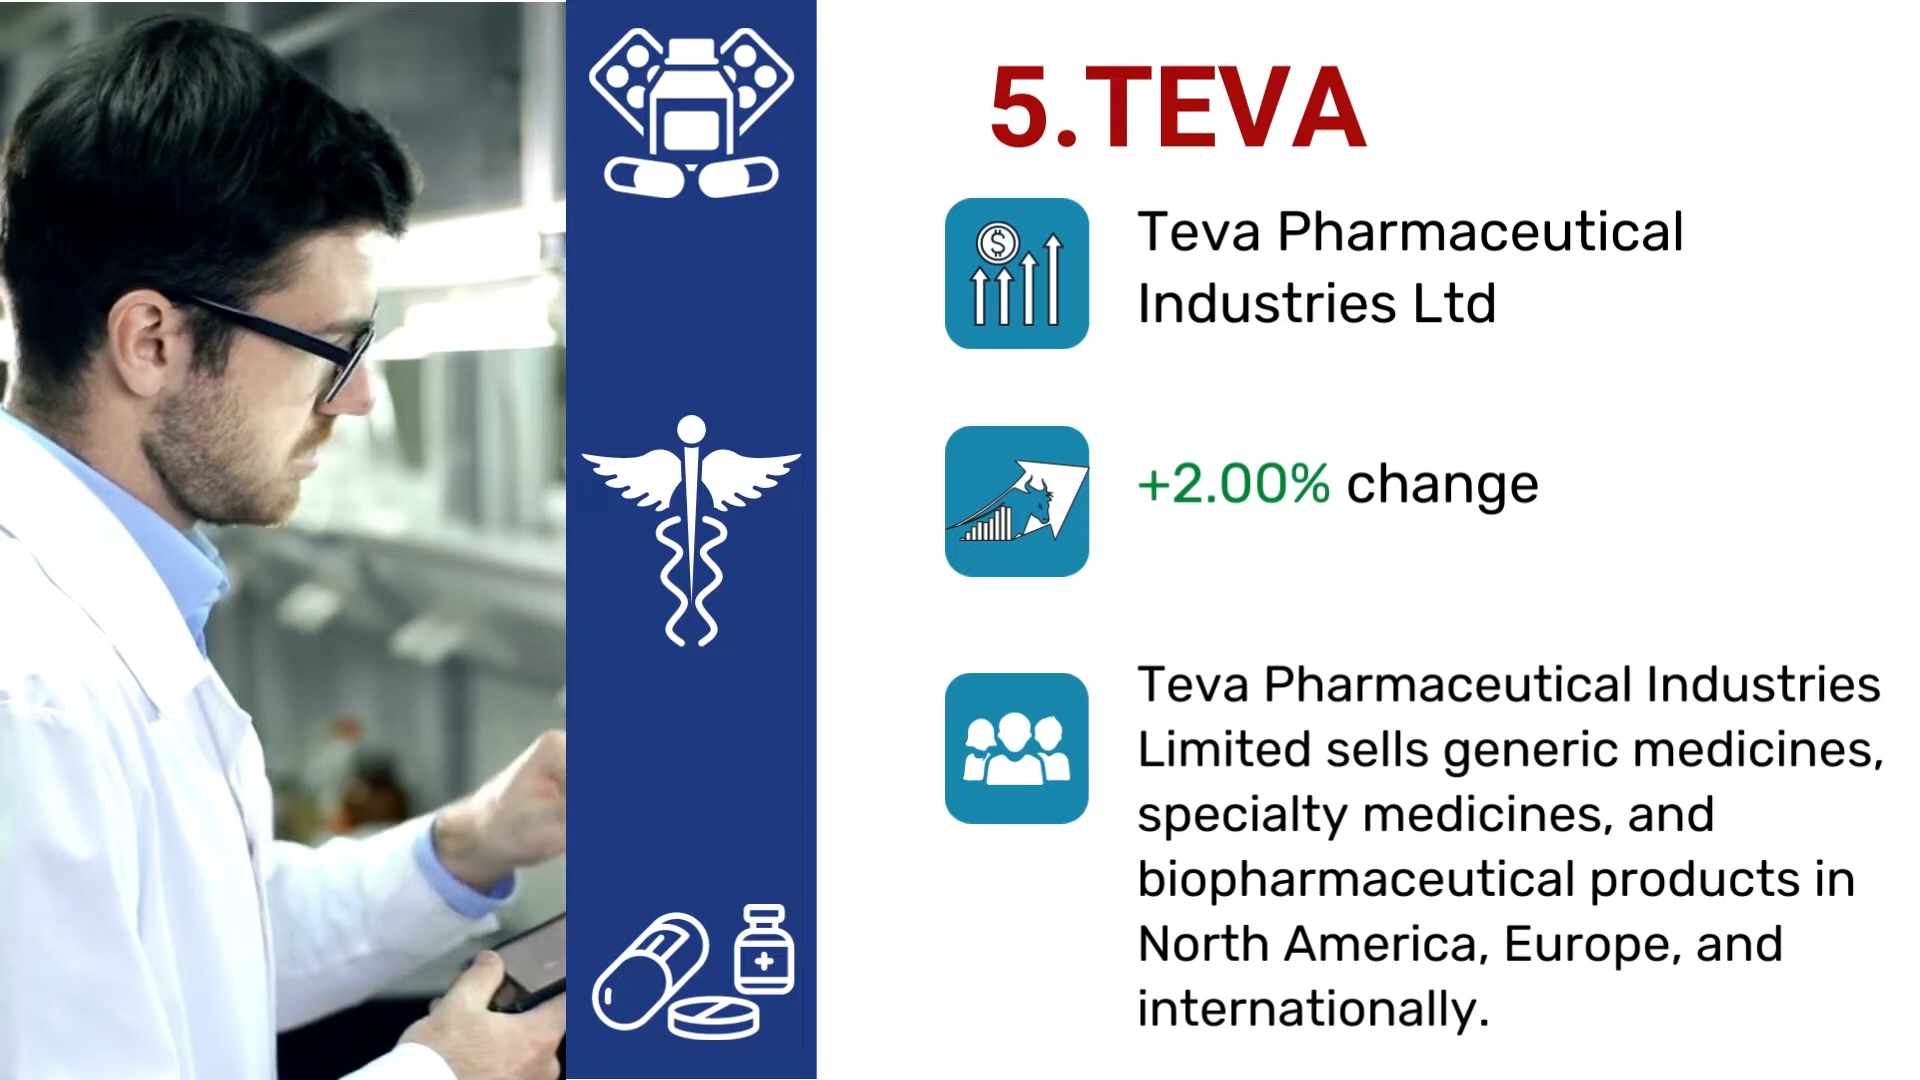 5.TEVA
Teva Pharmaceutical
Industries Ltd
+2.00% change
Teva Pharmaceutical Industries
Limited sells generic medicines,
specialty medicines, and
biopharmaceutical products in
North America, Europe, and
internationally.